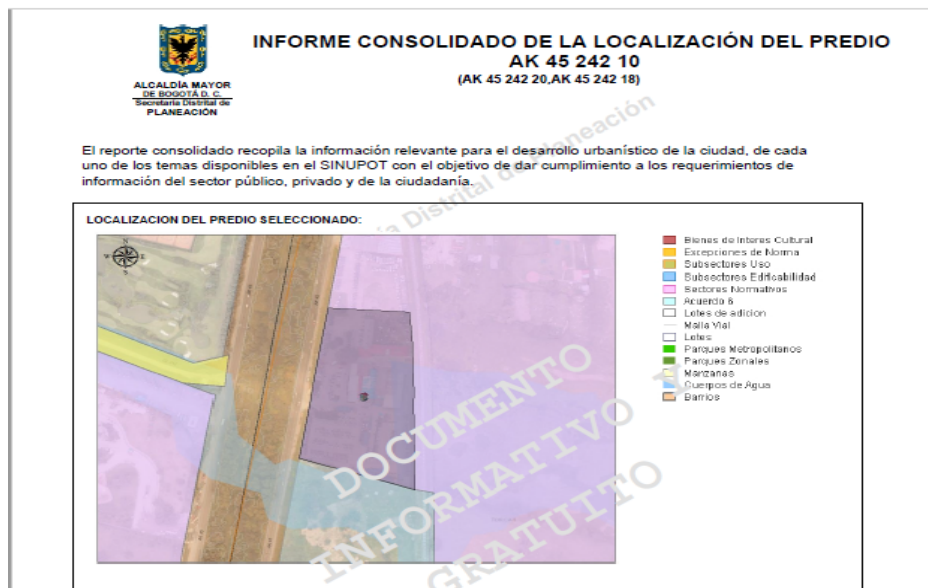 INFORME CONSOLIDADO DE LA LOCALIZACIÓN DEL PREDIO
AK 45 242 10
(AK 45 242 20,AK 45 242 18)
ALCALDÍA MAYOR
DE BOGOTÁ D. C.
Secretaría Distrital de
PLANEACIÓN
El reporte consolidado recopila la información relevante para el desarrollo urbanístico de la ciudad, de cada
uno de los temas disponibles en el SINUPOT con el objetivo de dar cumplimiento a los requerimientos de
información del sector público, privado y de la ciudadanía.
LOCALIZACION DEL PREDIO SELECCIONADO:
Bienes de Interes Cultural
Excepciones de Norma
Subsectores Uso
Subsectores Edificabilidad
Sectores Normativos
Acuerdo 6
Lotes de adicion
Malla Vial
Lotes
Parques Metropolitanos
Parques Zonales
Manzanas
Cuerpos de Agua
Barrios
ía Distrital de Planeación
DOCUMENTO
INFORMATIVO Y
GRATUITO